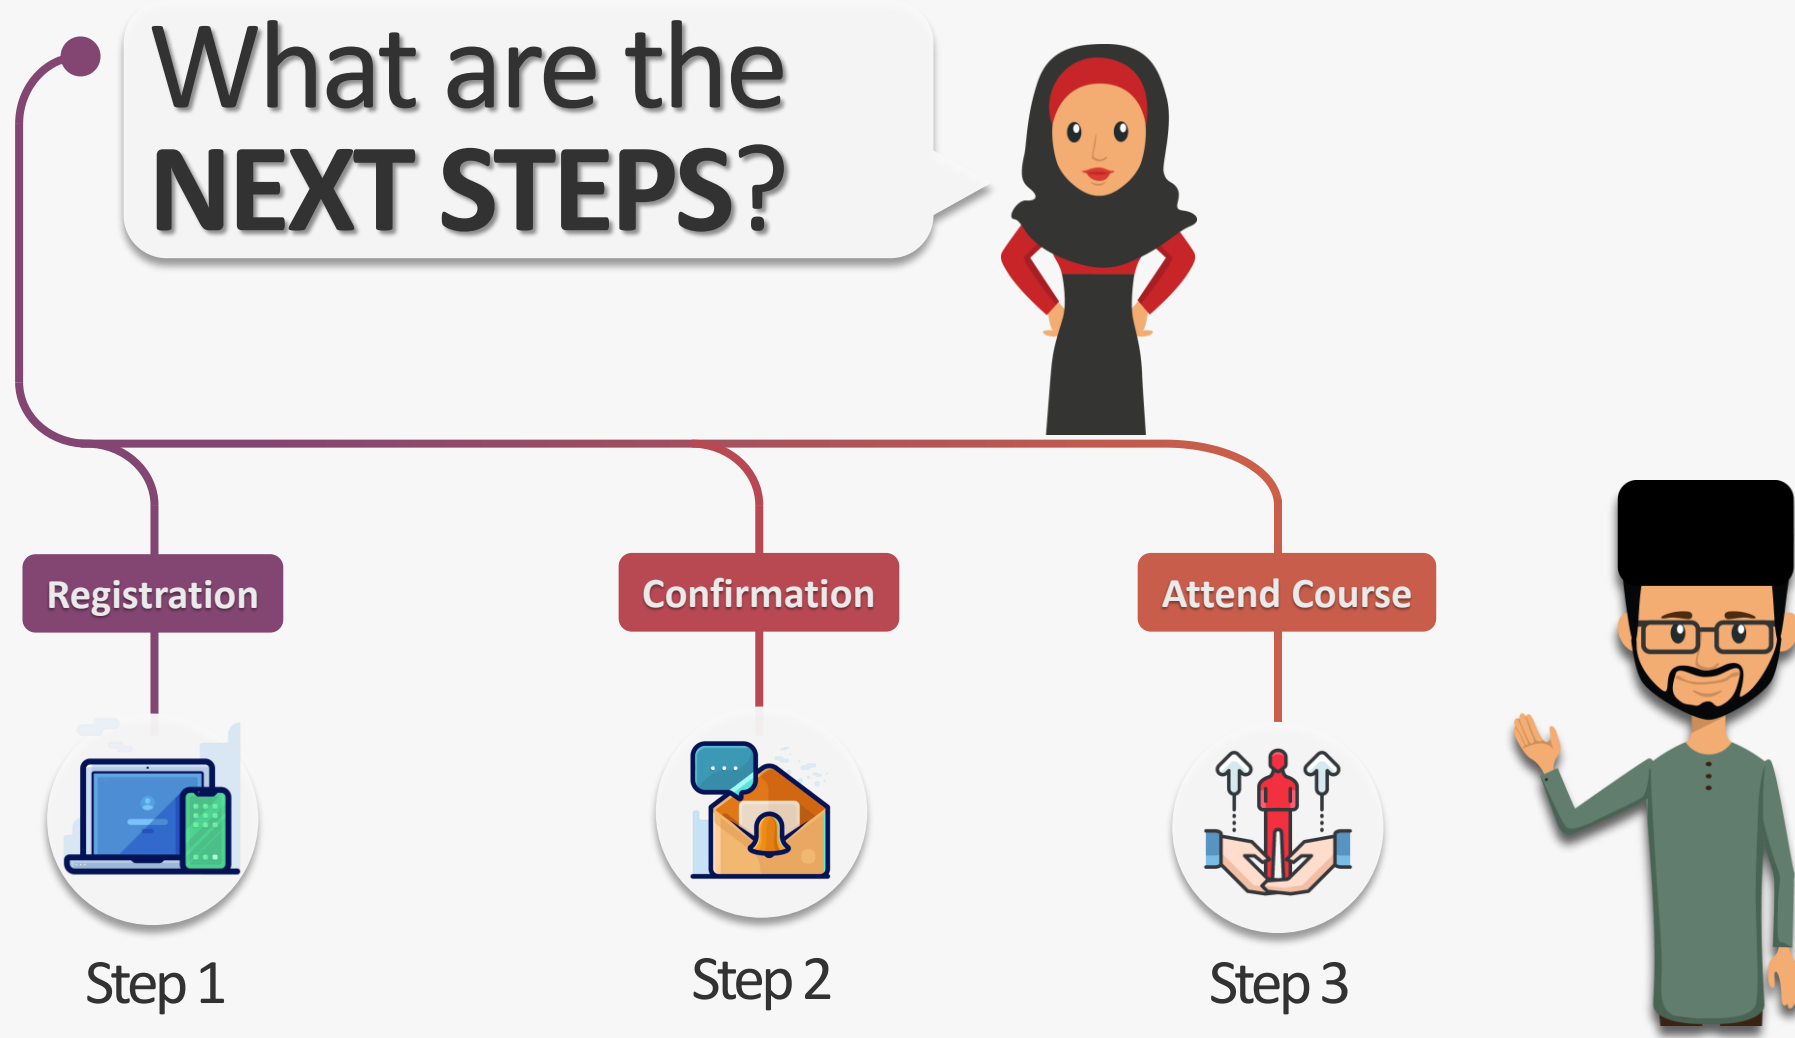 What are the
NEXT STEPS?
Registration
Confirmation
Attend Course
Step 1
Step 2
Step 3